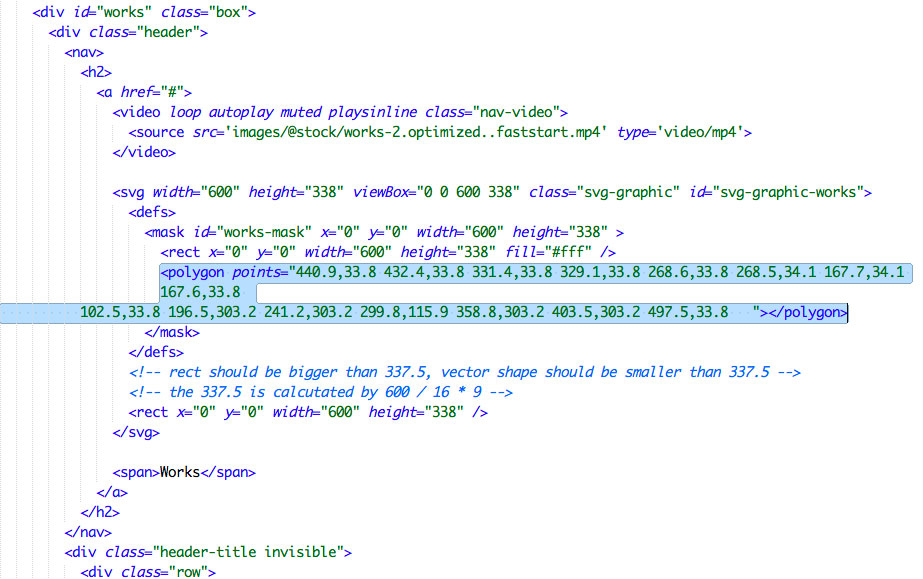 <div id="works" class="box">
<div class="header">
<nav>
<h2>
<a href="#">
<video loop autoplay muted playsinline class="nav-video">
<source src='images/@stock/works-2.optimized..faststart.mp4' type='video/mp4'>
</video>
<svg width="600" height="338" viewBox="0 0 600 338" class="svg-graphic" id="svg-graphic-works">
<defs>
<mask id="works-mask" x="0" y="0" width="600" height="338" >
<rect x="0" y="0" width="600" height="338" fill="#fff" />
<polygon points="440.9,33.8 432.4,33.8 331.4,33.8 329.1,33.8 268.6,33.8 268.5,34.1 167.7,34.1
167.6,33.8
102.5,33.8 196.5,303.2 241.2,303.2 299.8,115.9 358.8,303.2 403.5,303.2 497.5,33.8 "></polygon>
</mask>
</defs>
<!-- rect should be bigger than 337.5, vector shape should be smaller than 337.5 -->
<!-- the 337.5 is calcutated by 600 / 16 * 9 -->
<rect x="0" y="0" width="600" height="338" />
</svg>
<span>Works</span>
</a>
</h2>
</nav>
<div class="header-title invisible">
<div class="row">